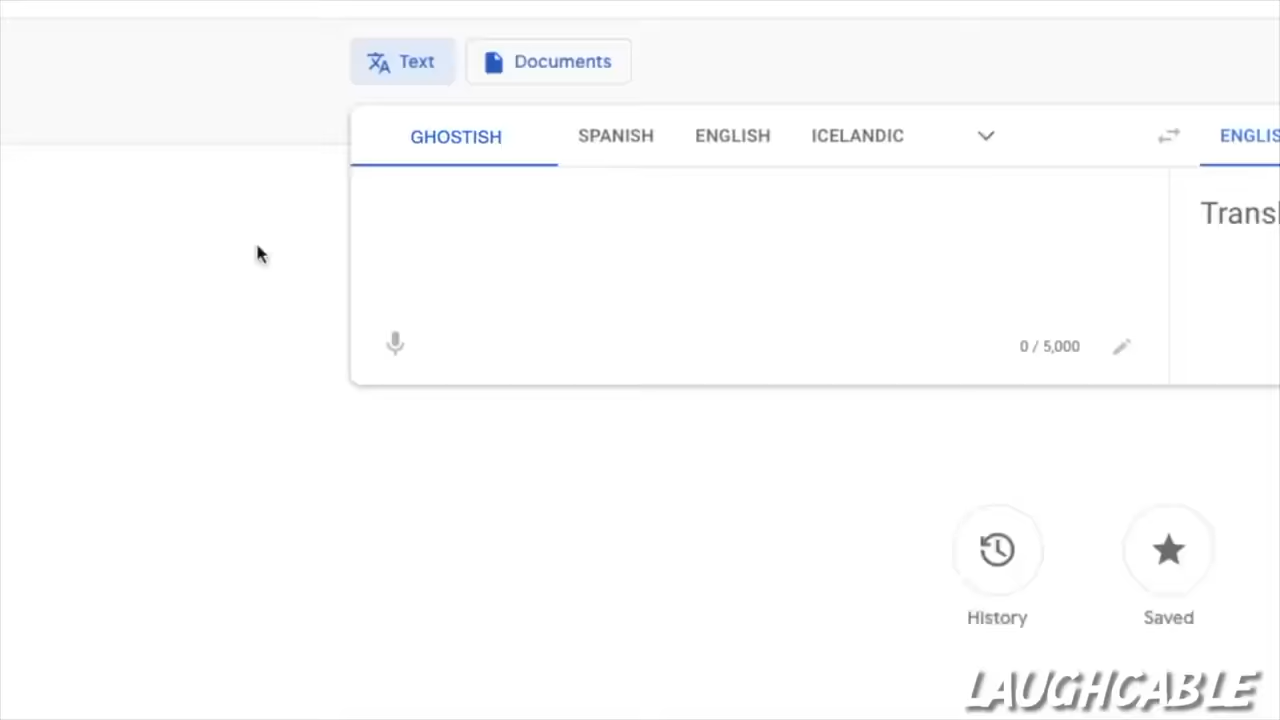 Text Documents
GHOSTISH SPANISH ENGLISH ICELANDIC
0 / 5,000
History Saved
LAUGHCABLE